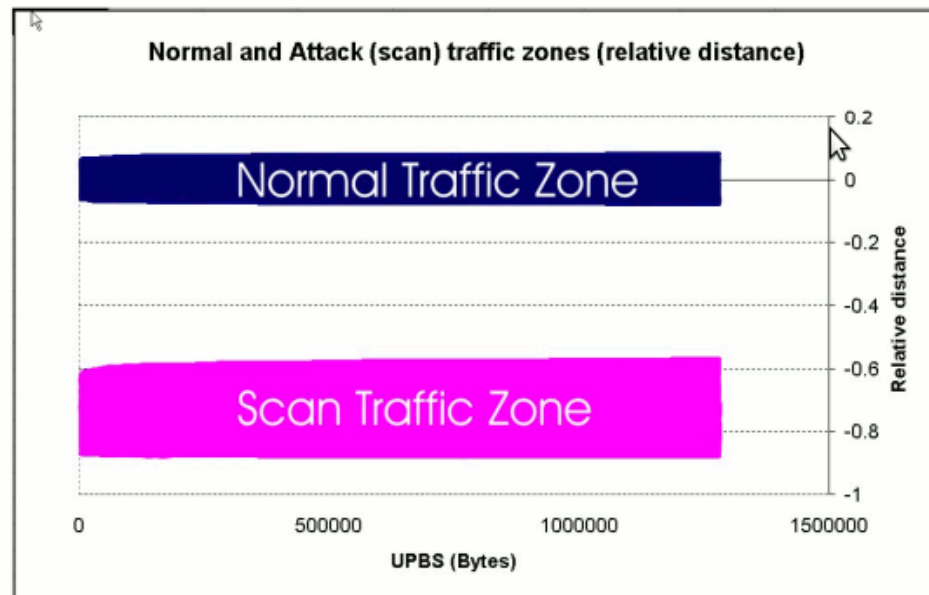 Normal and Attack (scan) traffic zones (relative distance)
0.2
Normal Traffic Zone
0
-0.2
-0.4
Relative distance
-0.6
Scan Traffic Zone
-0.8
-1
0 500000 1000000 1500000
UPBS (Bytes)